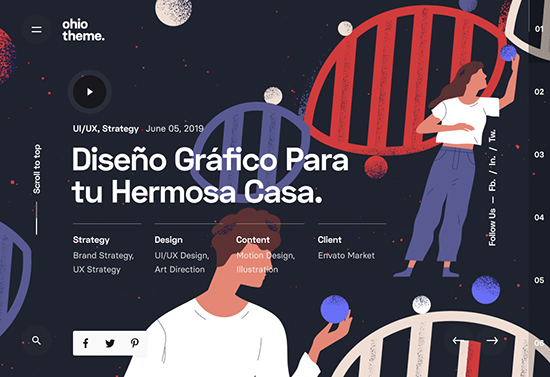 ohio
theme.
01
02
03
04
05
06
UI/UX, Strategy · June 05, 2019
Diseño Gráfico Para
tu Hermosa Casa.
Scroll to top
Follow Us — Fb. / In. / Tw.
Strategy
Brand Strategy,
UX Strategy
Design
UI/UX Design,
Art Direction
Content
Motion Design,
Illustration
Client
Envato Market